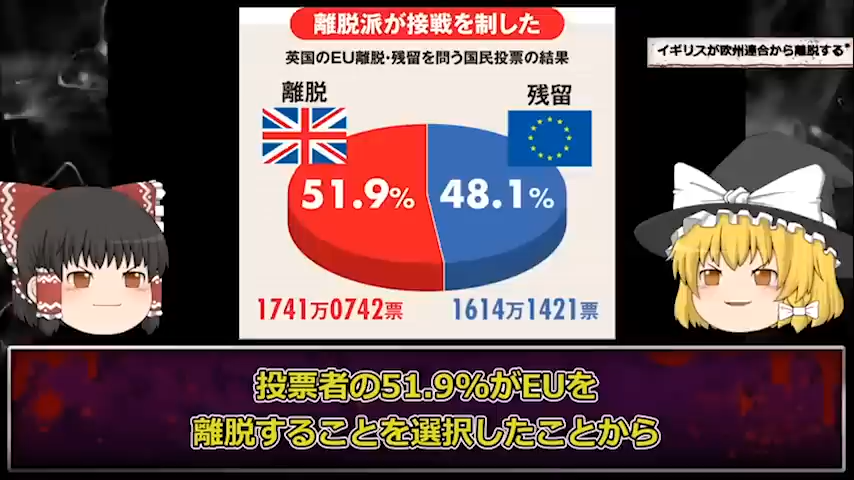 離脱派が接戦を制した
英国のEU離脱・残留を問う国民投票の結果
イギリスが欧州連合から離脱する*
離脱
残留
51.9%
48.1%
1741万0742票
1614万1421票
投票者の51.9%がEUを
離脱することを選択したことから